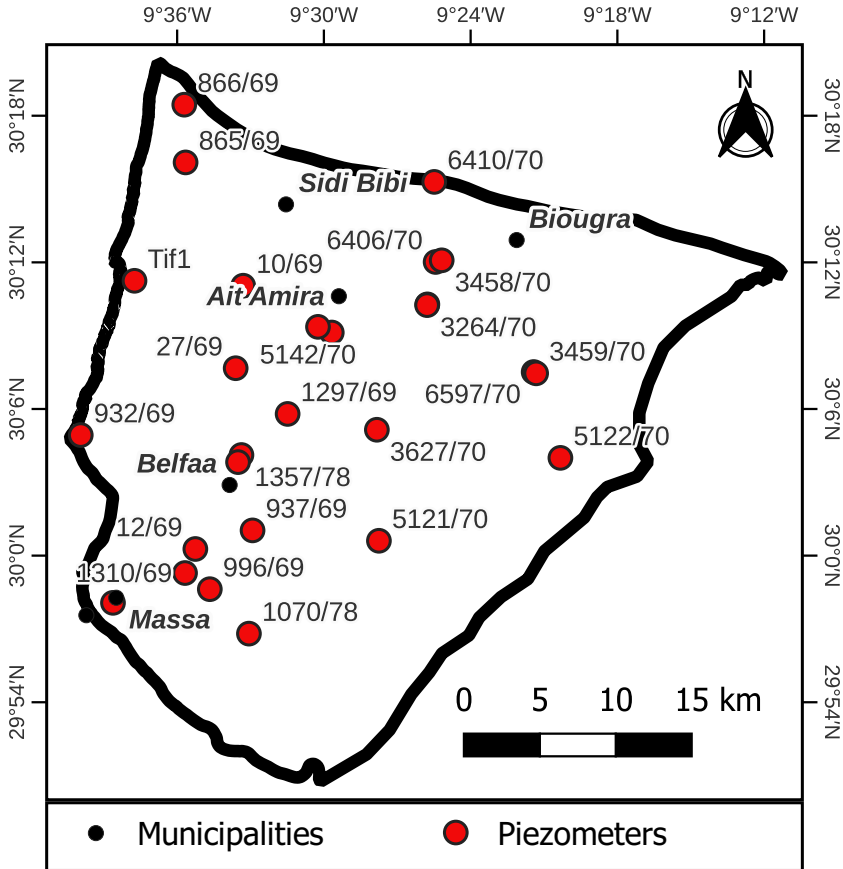 9°36′W 9°30′W 9°24′W 9°18′W 9°12′W
30°18′N
30°18′N
N
866/69
865/69
6410/70
Sidi Bibi
Biougra
6406/70
30°12′N
30°12′N
Tif1
10/69
3458/70
Ait Amira
3264/70
27/69
5142/70
3459/70
1297/69
6597/70
30°6′N
30°6′N
932/69
5122/70
3627/70
Belfaa
1357/78
937/69
5121/70
12/69
30°0′N
30°0′N
1310/69
996/69
1070/78
Massa
29°54′N
29°54′N
0 5 10 15 km
Municipalities Piezometers